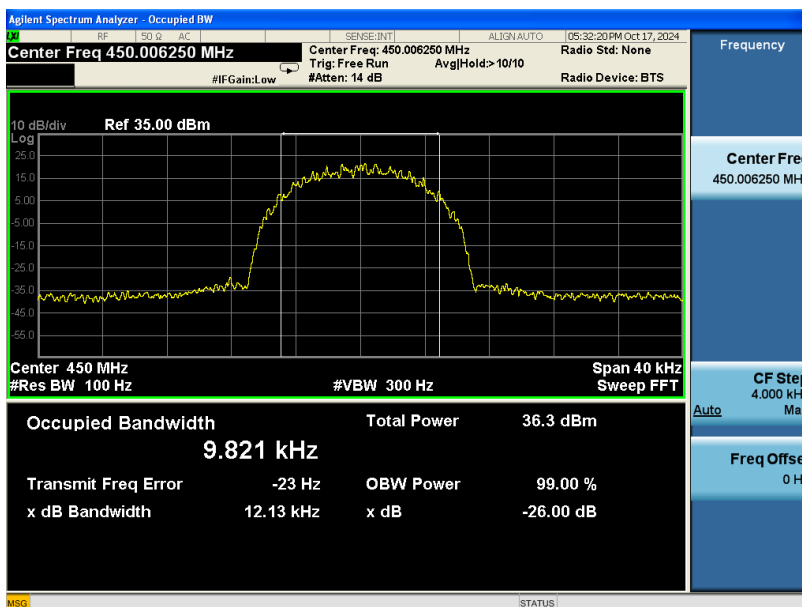 Agilent Spectrum Analyzer - Occupied BW
LXI RF 50 Ω AC SENSE:INT ALIGN AUTO 05:32:20 PM Oct 17, 2024
Center Freq 450.006250 MHz Center Freq: 450.006250 MHz Radio Std: None Frequency
Trig: Free Run Avg|Hold:>10/10
#IFGain:Low #Atten: 14 dB Radio Device: BTS
10 dB/div Ref 35.00 dBm
Log
25.0
15.0
5.00
-5.00
-15.0
-25.0
-35.0
-45.0
-55.0
Center Fre
450.006250 MH
Center 450 MHz Span 40 kHz
#Res BW 100 Hz #VBW 300 Hz Sweep FFT
CF Ste
4.000 kH
Auto Ma
Occupied Bandwidth Total Power 36.3 dBm
9.821 kHz
Transmit Freq Error -23 Hz OBW Power 99.00 %
x dB Bandwidth 12.13 kHz x dB -26.00 dB
Freq Offse
0 H
MSG STATUS